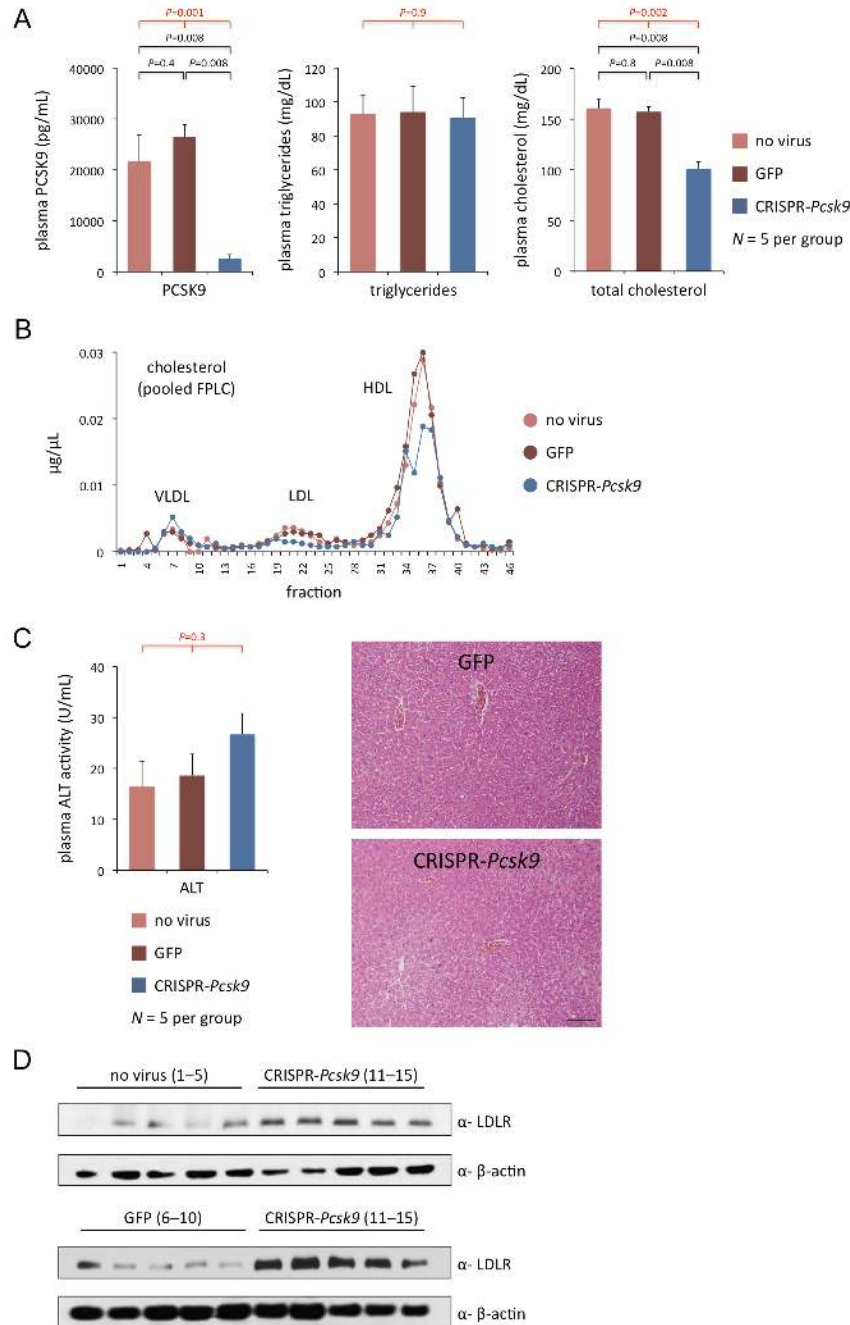 A
P=0.001
P=0.008
P=0.4
P=0.008
40000
30000
20000
10000
0
plasma PCSK9 (pg/mL)
PCSK9
P=0.9
120
100
80
60
40
20
0
plasma triglycerides (mg/dL)
triglycerides
P=0.002
P=0.008
P=0.8
P=0.008
200
150
100
50
0
plasma cholesterol (mg/dL)
total cholesterol
no virus
GFP
CRISPR-Pcsk9
N = 5 per group
B
0.03
0.02
0.01
0
µg/µL
cholesterol
(pooled FPLC)
VLDL
LDL
HDL
1 4 7 10 13 16 19 22 25 28 31 34 37 40 43 46
fraction
no virus
GFP
CRISPR-Pcsk9
C
P=0.3
40
30
20
10
0
plasma ALT activity (U/mL)
ALT
no virus
GFP
CRISPR-Pcsk9
N = 5 per group
GFP
CRISPR-Pcsk9
D
no virus (1–5) CRISPR-Pcsk9 (11–15)
α- LDLR
α- β-actin
GFP (6–10) CRISPR-Pcsk9 (11–15)
α- LDLR
α- β-actin